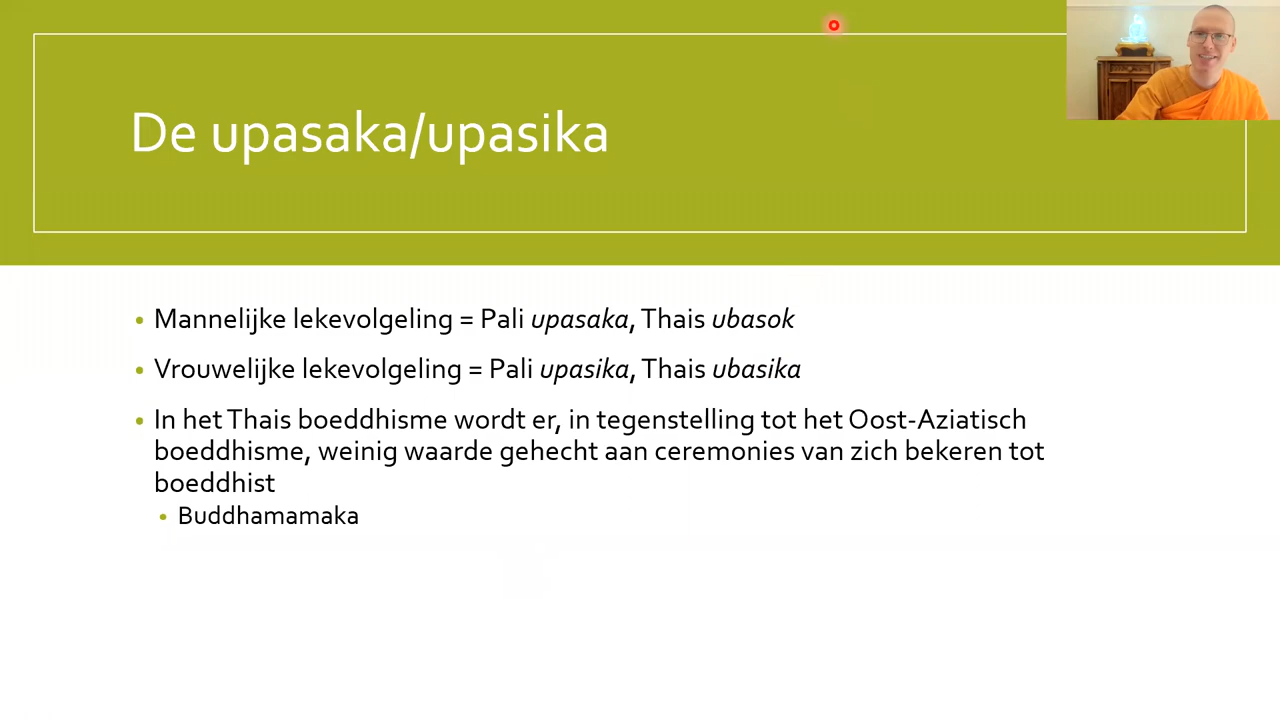 De upasaka/upasika
• Mannelijke lekevolgeling = Pali upasaka, Thais ubasok
• Vrouwelijke lekevolgeling = Pali upasika, Thais ubasika
• In het Thais boeddhisme wordt er, in tegenstelling tot het Oost-Aziatisch
boeddhisme, weinig waarde gehecht aan ceremonies van zich bekeren tot
boeddhist
• Buddhamamaka